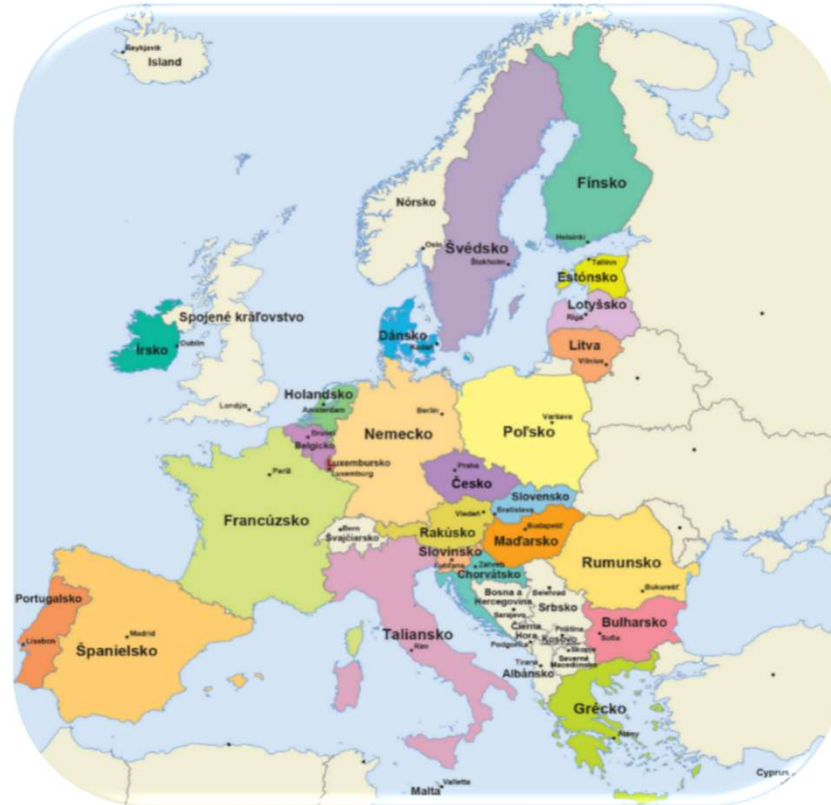 Reykjavik
Island
Fínsko
Nórsko
Helsinki
Oslo
Švédsko
Štokholm
Tallinn
Estónsko
Lotyšsko
Riga
Spojené kráľovstvo
Dánsko
Kodaň
Litva
Vilnius
Írsko
Dublin
Holandsko
Amsterdam
Londýn
Berlín
Varšava
Poľsko
Nemecko
Brusel
Belgicko
Luxembursko
Luxemburg
Praha
Česko
Paríž
Slovensko
Bratislava
Viedeň
Francúzsko
Bern
Švajčiarsko
Rakúsko
Budapešť
Maďarsko
Slovinsko
Ľubľana
Záhreb
Chorvátsko
Rumunsko
Bukurešť
Bosna a
Hercegovina
Sarajevo
Belehrad
Srbsko
Portugalsko
Lisabon
Madrid
Španielsko
Taliansko
Rím
Čierna
Hora
Podgorica
Priština
Kosovo
Bulharsko
Sofia
Skopje
Severné
Macedónsko
Tirana
Albánsko
Grécko
Atény
Valletta
Malta
Cyprus